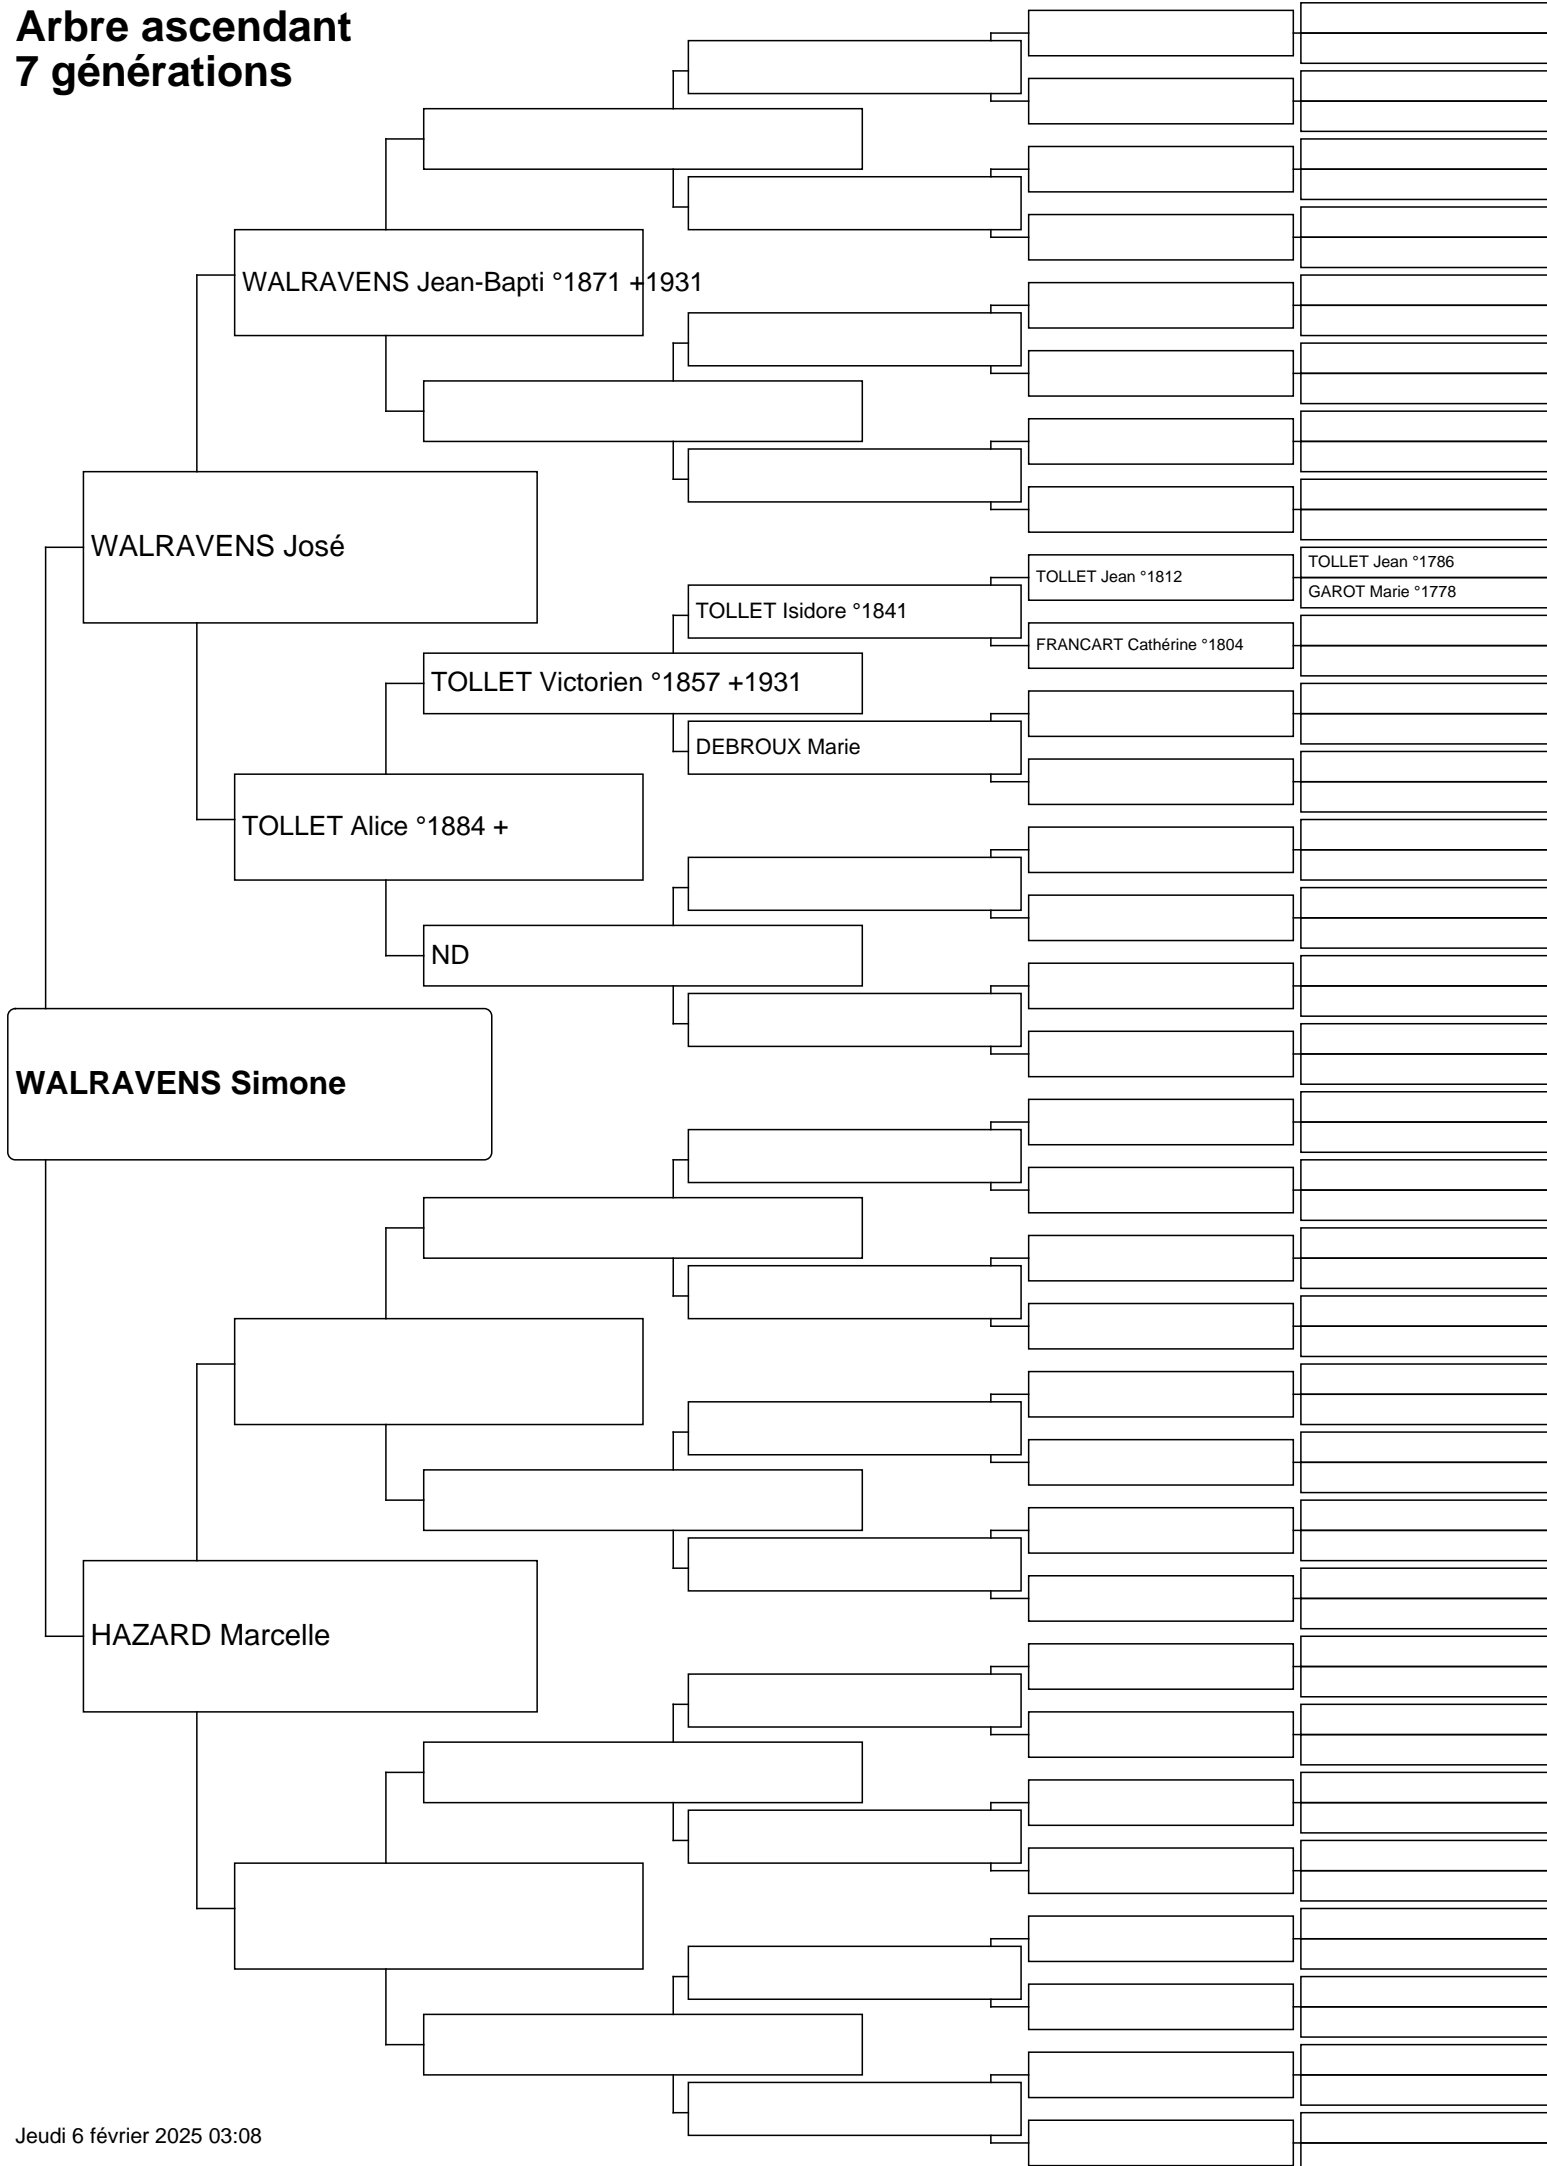 Arbre ascendant
7 générations
WALRAVENS Jean-Bapti °1871 +1931
WALRAVENS José
TOLLET Jean °1786
TOLLET Jean °1812
GAROT Marie °1778
TOLLET Isidore °1841
FRANCART Cathérine °1804
TOLLET Victorien °1857 +1931
DEBROUX Marie
TOLLET Alice °1884 +
ND
WALRAVENS Simone
HAZARD Marcelle
Jeudi 6 février 2025 03:08